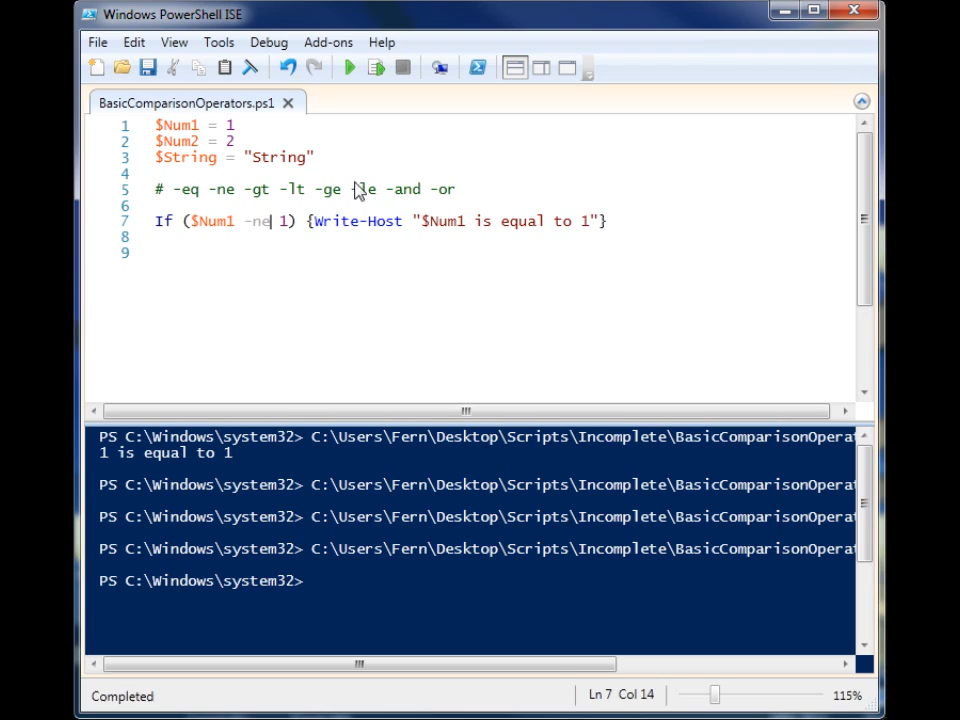 Windows PowerShell ISE
File Edit View Tools Debug Add-ons Help
BasicComparisonOperators.ps1
1 $Num1 = 1
2 $Num2 = 2
3 $String = "String"
4
5 # -eq -ne -gt -lt -ge -le -and -or
6
7 If ($Num1 -ne 1) {Write-Host "$Num1 is equal to 1"}
8
9
PS C:\Windows\system32> C:\Users\Fern\Desktop\Scripts\Incomplete\BasicComparisonOpera
1 is equal to 1
PS C:\Windows\system32> C:\Users\Fern\Desktop\Scripts\Incomplete\BasicComparisonOpera
PS C:\Windows\system32> C:\Users\Fern\Desktop\Scripts\Incomplete\BasicComparisonOpera
PS C:\Windows\system32> C:\Users\Fern\Desktop\Scripts\Incomplete\BasicComparisonOpera
PS C:\Windows\system32>
Completed Ln 7 Col 14 115%